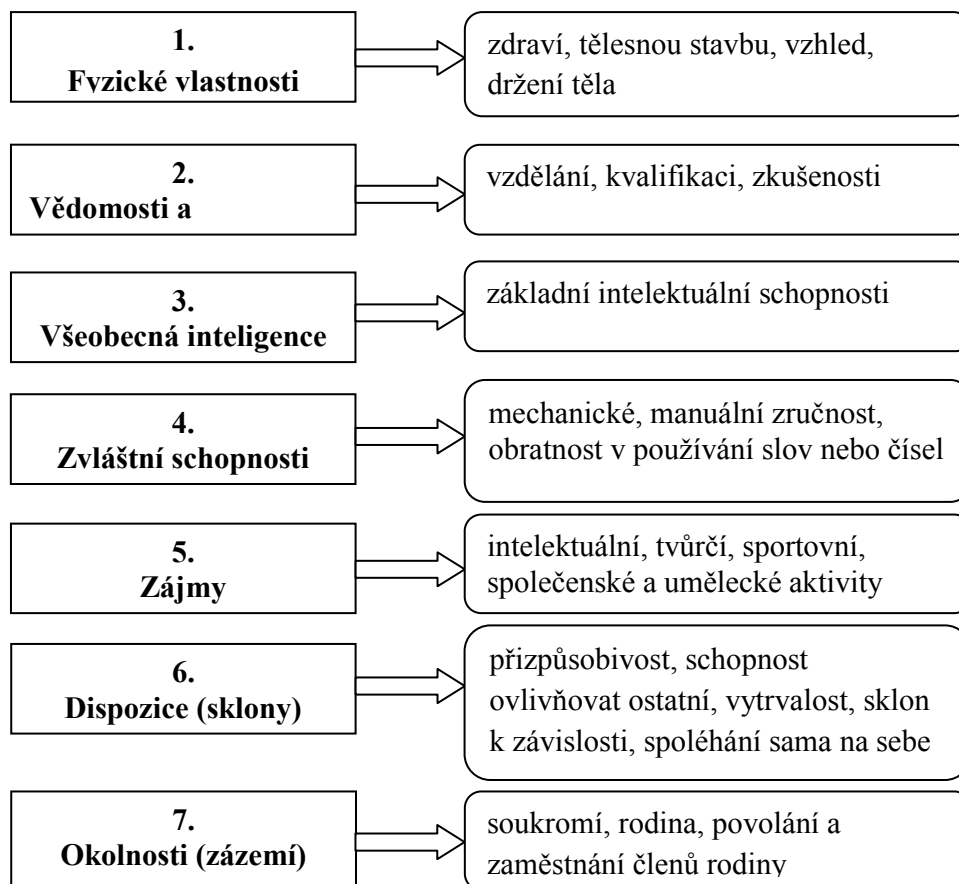 1.
Fyzické vlastnosti
zdraví, tělesnou stavbu, vzhled,
držení těla
2.
Vědomosti a
vzdělání, kvalifikaci, zkušenosti
3.
Všeobecná inteligence
základní intelektuální schopnosti
4.
Zvláštní schopnosti
mechanické, manuální zručnost,
obratnost v používání slov nebo čísel
5.
Zájmy
intelektuální, tvůrčí, sportovní,
společenské a umělecké aktivity
6.
Dispozice (sklony)
přizpůsobivost, schopnost
ovlivňovat ostatní, vytrvalost, sklon
k závislosti, spoléhání sama na sebe
7.
Okolnosti (zázemí)
soukromí, rodina, povolání a
zaměstnání členů rodiny